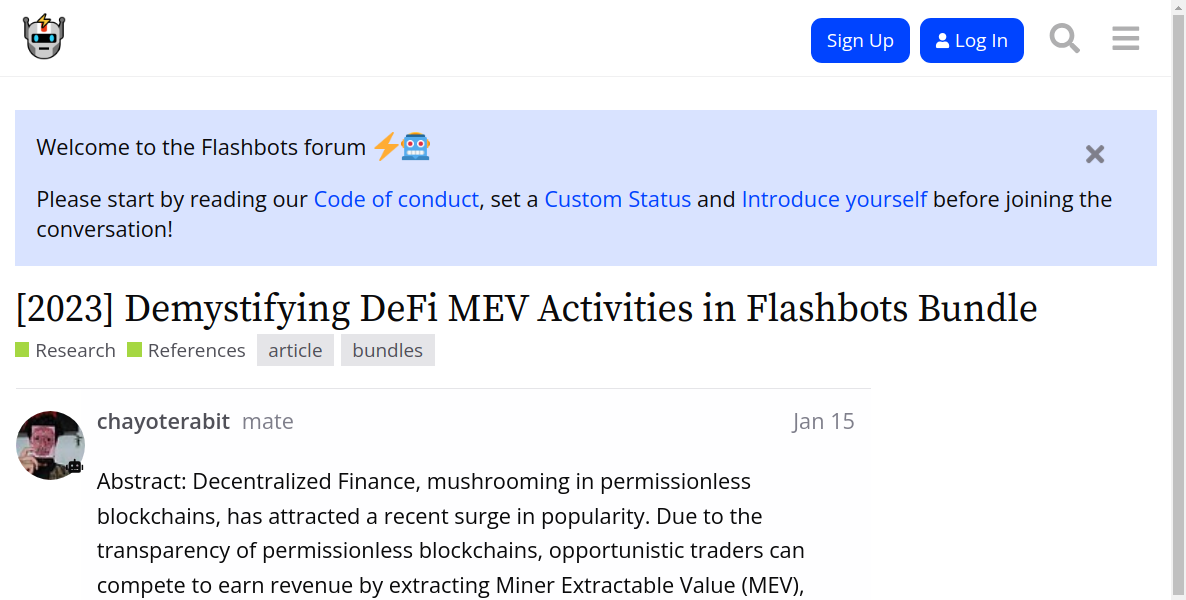 Sign Up
Log In
Welcome to the Flashbots forum
Please start by reading our Code of conduct, set a Custom Status and Introduce yourself before joining the
conversation!
[2023] Demystifying DeFi MEV Activities in Flashbots Bundle
Research References article bundles
chayoterabit mate Jan 15
Abstract: Decentralized Finance, mushrooming in permissionless
blockchains, has attracted a recent surge in popularity. Due to the
transparency of permissionless blockchains, opportunistic traders can
compete to earn revenue by extracting Miner Extractable Value (MEV),